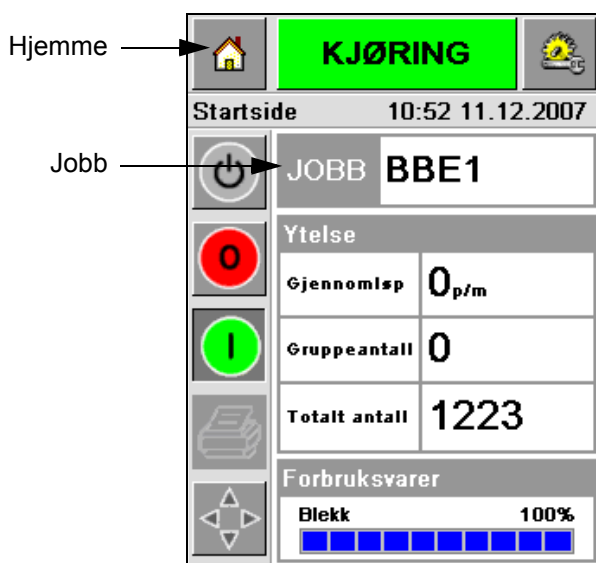 Hjemme
KJØRING
Startside 10:52 11.12.2007
Jobb
JOBB BBE1
Ytelse
O
Gjennomløp 0p/m
I
Gruppeantall 0
Totalt antall 1223
Forbruksvarer
Blekk 100%